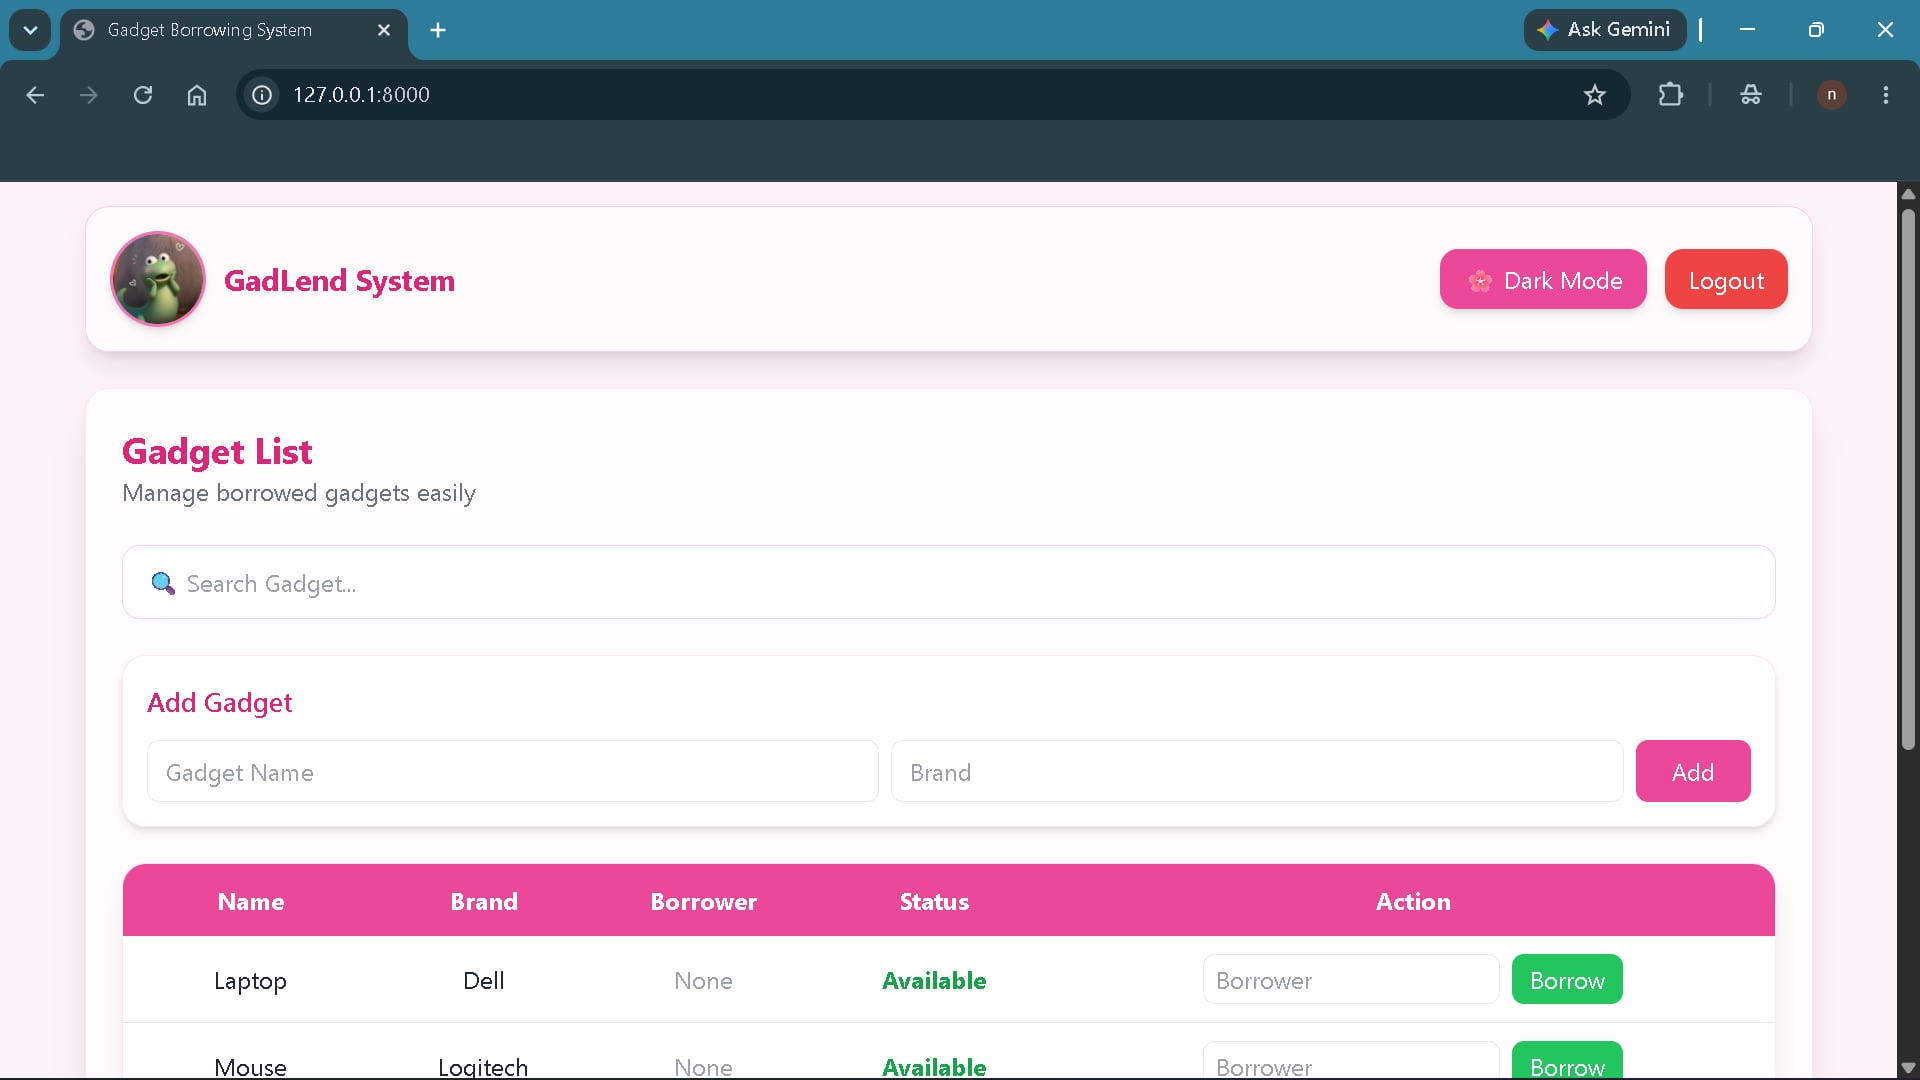 Gadget Borrowing System
Ask Gemini
127.0.0.1:8000
n
GadLend System
Dark Mode
Logout
Gadget List
Manage borrowed gadgets easily
Search Gadget...
Add Gadget
Gadget Name
Brand
Add
Name Brand Borrower Status Action
Laptop Dell None Available Borrower Borrow
Mouse Logitech None Available Borrower Borrow